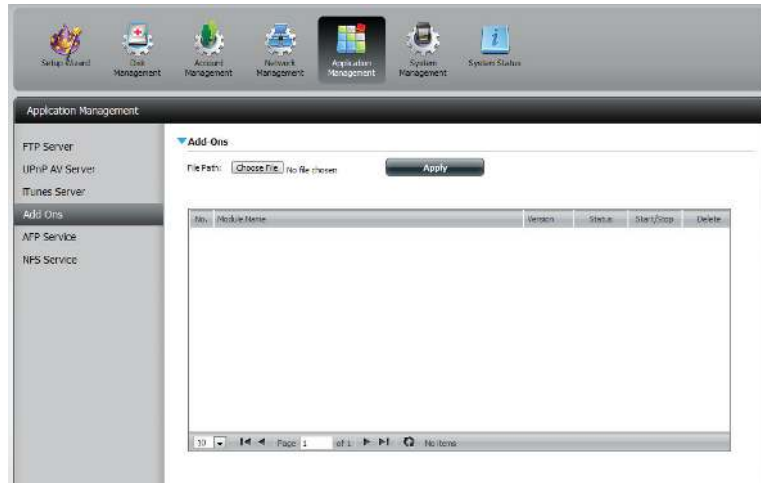 Setup Wizard
Disk Management
Account Management
Network Management
Application Management
System Management
System Status
Application Management
FTP Server
UPnP AV Server
iTunes Server
Add Ons
AFP Service
NFS Service
Add-Ons
File Path: Choose File No file chosen Apply
No. Module Name Version Status Start/Stop Delete
10 Page 1 of 1 No items